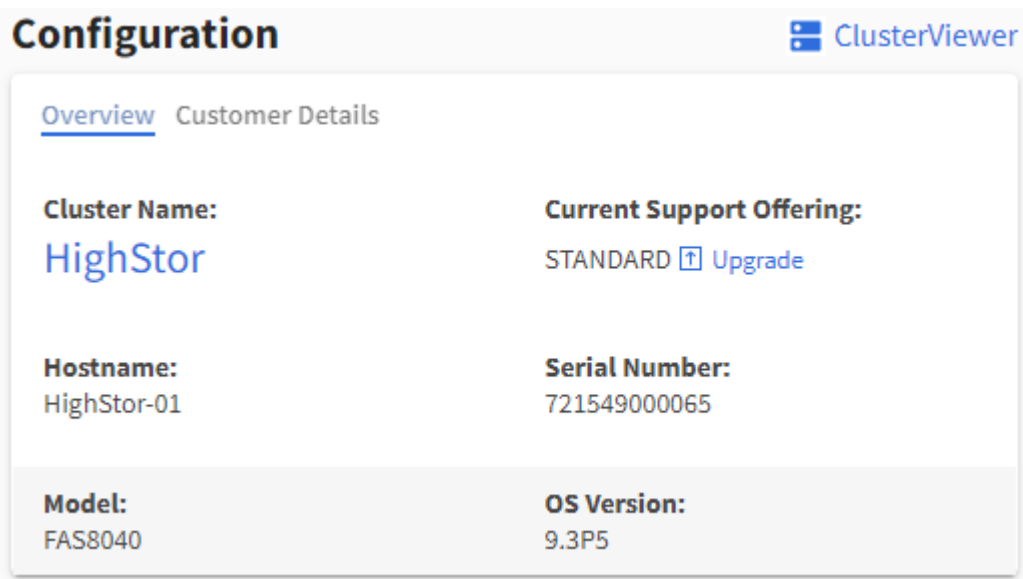 Configuration
ClusterViewer
Overview Customer Details
Cluster Name:
HighStor
Current Support Offering:
STANDARD Upgrade
Hostname:
HighStor-01
Serial Number:
721549000065
Model:
FAS8040
OS Version:
9.3P5